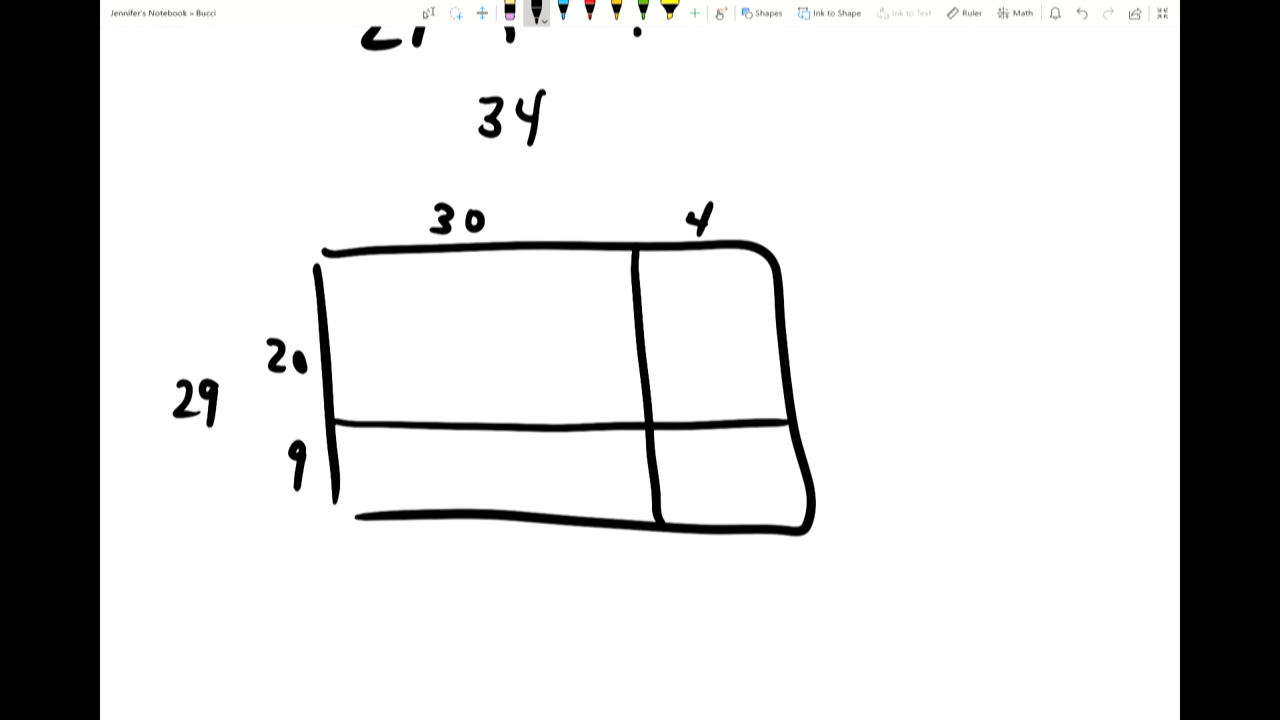 Jennifer's Notebook » Bucci
Shapes Ink to Shape Ink to Text Ruler Math
34
30 4
20
29
9